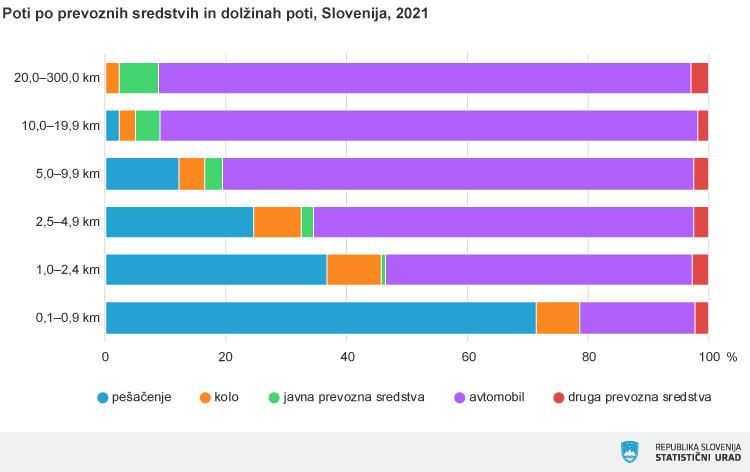 Poti po prevoznih sredstvih in dolžinah poti, Slovenija, 2021
20,0–300,0 km
10,0–19,9 km
5,0–9,9 km
2,5–4,9 km
1,0–2,4 km
0,1–0,9 km
0 20 40 60 80 100 %
pešačenje kolo javna prevozna sredstva avtomobil druga prevozna sredstva
REPUBLIKA SLOVENIJA
STATISTIČNI URAD